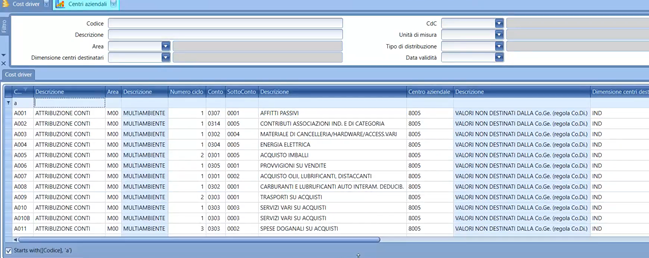 Cost driver Centri aziendali
Filtri
Codice CdC
Descrizione Unità di misura
Area Tipo di distribuzione
Dimensione centri destinatari Data validità
Cost driver
C... Descrizione Area Descrizione Numero ciclo Conto SottoConto Descrizione Centro aziendale Descrizione Dimensione centri destin
a
A001 ATTRIBUZIONE CONTI M00 MULTIAMBIENTE 1 0307 0001 AFFITTI PASSIVI 8005 VALORI NON DESTINATI DALLA Co.Ge. (regola Co.Di.) IND
A002 ATTRIBUZIONE CONTI M00 MULTIAMBIENTE 1 0314 0005 CONTRIBUTI ASSOCIAZIONI IND. E DI CATEGORIA 8005 VALORI NON DESTINATI DALLA Co.Ge. (regola Co.Di.) IND
A003 ATTRIBUZIONE CONTI M00 MULTIAMBIENTE 1 0302 0004 MATERIALE DI CANCELLERIA/HARDWARE/ACCESS.VARI 8005 VALORI NON DESTINATI DALLA Co.Ge. (regola Co.Di.) IND
A004 ATTRIBUZIONE CONTI M00 MULTIAMBIENTE 1 0304 0005 ENERGIA ELETTRICA 8005 VALORI NON DESTINATI DALLA Co.Ge. (regola Co.Di.) IND
A005 ATTRIBUZIONE CONTI M00 MULTIAMBIENTE 2 0301 0005 ACQUISTO IMBALLI 8005 VALORI NON DESTINATI DALLA Co.Ge. (regola Co.Di.) IND
A006 ATTRIBUZIONE CONTI M00 MULTIAMBIENTE 1 0305 0001 PROVVIGIONI SU VENDITE 8005 VALORI NON DESTINATI DALLA Co.Ge. (regola Co.Di.) IND
A007 ATTRIBUZIONE CONTI M00 MULTIAMBIENTE 1 0301 0002 ACQUISTO OLII, LUBRIFICANTI, DISTACCANTI 8005 VALORI NON DESTINATI DALLA Co.Ge. (regola Co.Di.) IND
A008 ATTRIBUZIONE CONTI M00 MULTIAMBIENTE 1 0302 0001 CARBURANTI E LUBRIFICANTI AUTO INTERAM. DEDUCIB. 8005 VALORI NON DESTINATI DALLA Co.Ge. (regola Co.Di.) IND
A009 ATTRIBUZIONE CONTI M00 MULTIAMBIENTE 2 0303 0001 TRASPORTI SU ACQUISTI 8005 VALORI NON DESTINATI DALLA Co.Ge. (regola Co.Di.) IND
A010 ATTRIBUZIONE CONTI M00 MULTIAMBIENTE 1 0303 0003 SERVIZI VARI SU ACQUISTI 8005 VALORI NON DESTINATI DALLA Co.Ge. (regola Co.Di.) IND
A010B ATTRIBUZIONE CONTI M00 MULTIAMBIENTE 1 0303 0003 SERVIZI VARI SU ACQUISTI 8005 VALORI NON DESTINATI DALLA Co.Ge. (regola Co.Di.) IND
A011 ATTRIBUZIONE CONTI M00 MULTIAMBIENTE 3 0303 0002 SPESE DOGANALI SU ACQUISTI 8005 VALORI NON DESTINATI DALLA Co.Ge. (regola Co.Di.) IND
Starts with([Codice], 'a')